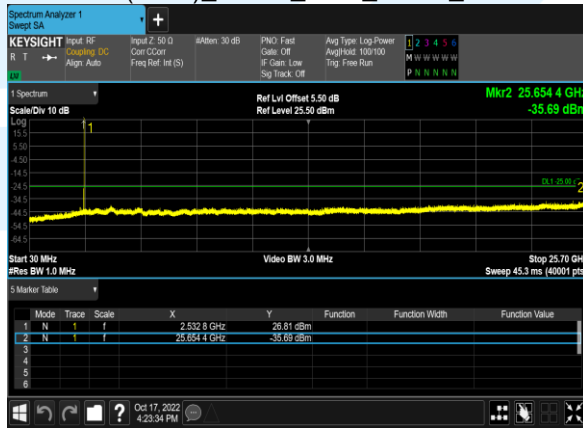 Spectrum Analyzer 1
Swept SA
KEYSIGHT
R T
Input: RF
Coupling: DC
Align: Auto
Input Z: 50 Ω
Corr CCorr
Freq Ref: Int (S)
#Atten: 30 dB
PNO: Fast
Gate: Off
IF Gain: Low
Sig Track: Off
Avg Type: Log-Power
Avg|Hold: 100/100
Trig: Free Run
1 2 3 4 5 6
M W W W W W
P N N N N N
1 Spectrum
Scale/Div 10 dB
Ref Lvl Offset 5.50 dB
Ref Level 25.50 dBm
Mkr2 25.654 4 GHz
-35.69 dBm
Log
15.5
5.50
-4.50
-14.5
-24.5
-34.5
-44.5
-54.5
-64.5
1
DL1 -25.00
2
Start 30 MHz
#Res BW 1.0 MHz
Video BW 3.0 MHz
Stop 25.70 GH
Sweep 45.3 ms (40001 pts
5 Marker Table
Mode Trace Scale X Y Function Function Width Function Value
1 N 1 f 2.532 8 GHz 26.81 dBm
2 N 1 f 25.654 4 GHz -35.69 dBm
3
4
5
6
?
Oct 17, 2022
4:23:34 PM